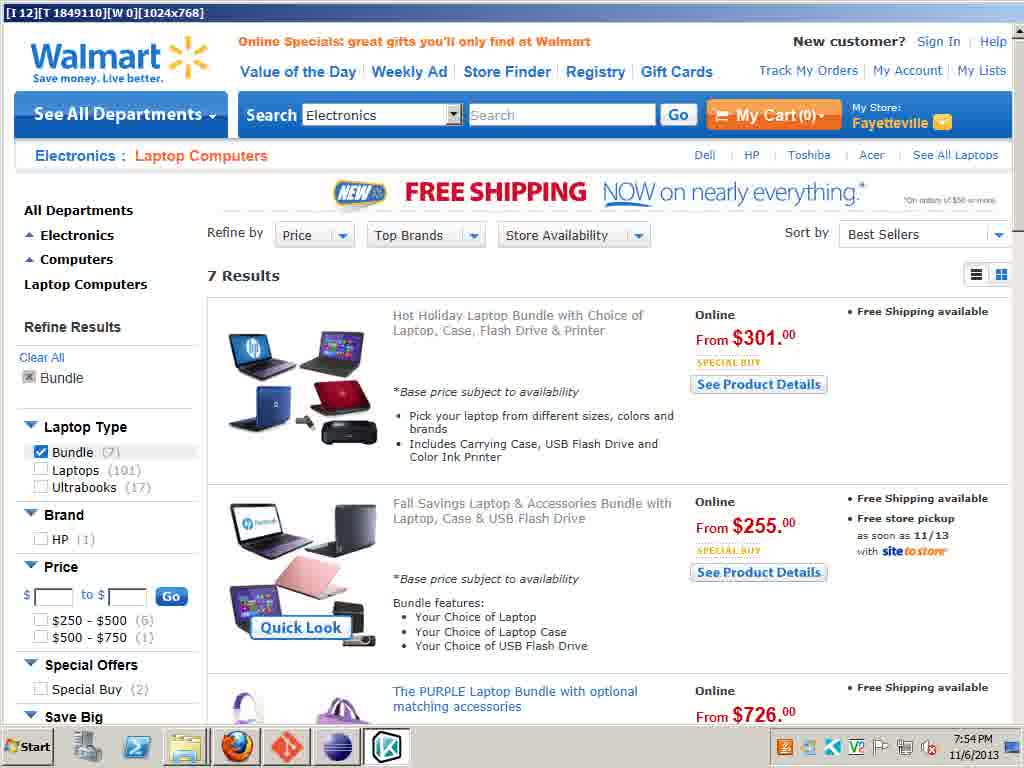 [I 12][T 1849110][W 0][1024x768]
Walmart
Save money. Live better.
Online Specials: great gifts you'll only find at Walmart
New customer? Sign In Help
Value of the Day Weekly Ad Store Finder Registry Gift Cards
Track My Orders My Account My Lists
See All Departments
Search Electronics Search Go
My Cart (0)
My Store:
Fayetteville
Electronics : Laptop Computers
Dell HP Toshiba Acer See All Laptops
NEW FREE SHIPPING NOW on nearly everything.*
*On orders of $50 or more.
All Departments
Electronics
Computers
Laptop Computers
Refine Results
Clear All
Bundle
Laptop Type
Bundle (7)
Laptops (191)
Ultrabooks (17)
Brand
HP (1)
Price
$ to $ Go
$250 - $500 (6)
$500 - $750 (1)
Special Offers
Special Buy (2)
Save Big
Refine by Price Top Brands Store Availability
Sort by Best Sellers
7 Results
Hot Holiday Laptop Bundle with Choice of
Laptop, Case, Flash Drive & Printer
*Base price subject to availability
• Pick your laptop from different sizes, colors and
brands
• Includes Carrying Case, USB Flash Drive and
Color Ink Printer
Online
From $301.00
SPECIAL BUY
See Product Details
• Free Shipping available
Fall Savings Laptop & Accessories Bundle with
Laptop, Case & USB Flash Drive
*Base price subject to availability
Bundle features:
• Your Choice of Laptop
• Your Choice of Laptop Case
• Your Choice of USB Flash Drive
Quick Look
Online
From $255.00
SPECIAL BUY
See Product Details
• Free Shipping available
• Free store pickup
as soon as 11/13
with site to store
The PURPLE Laptop Bundle with optional
matching accessories
Online
From $726.00
• Free Shipping available
Start
7:54 PM
11/6/2013